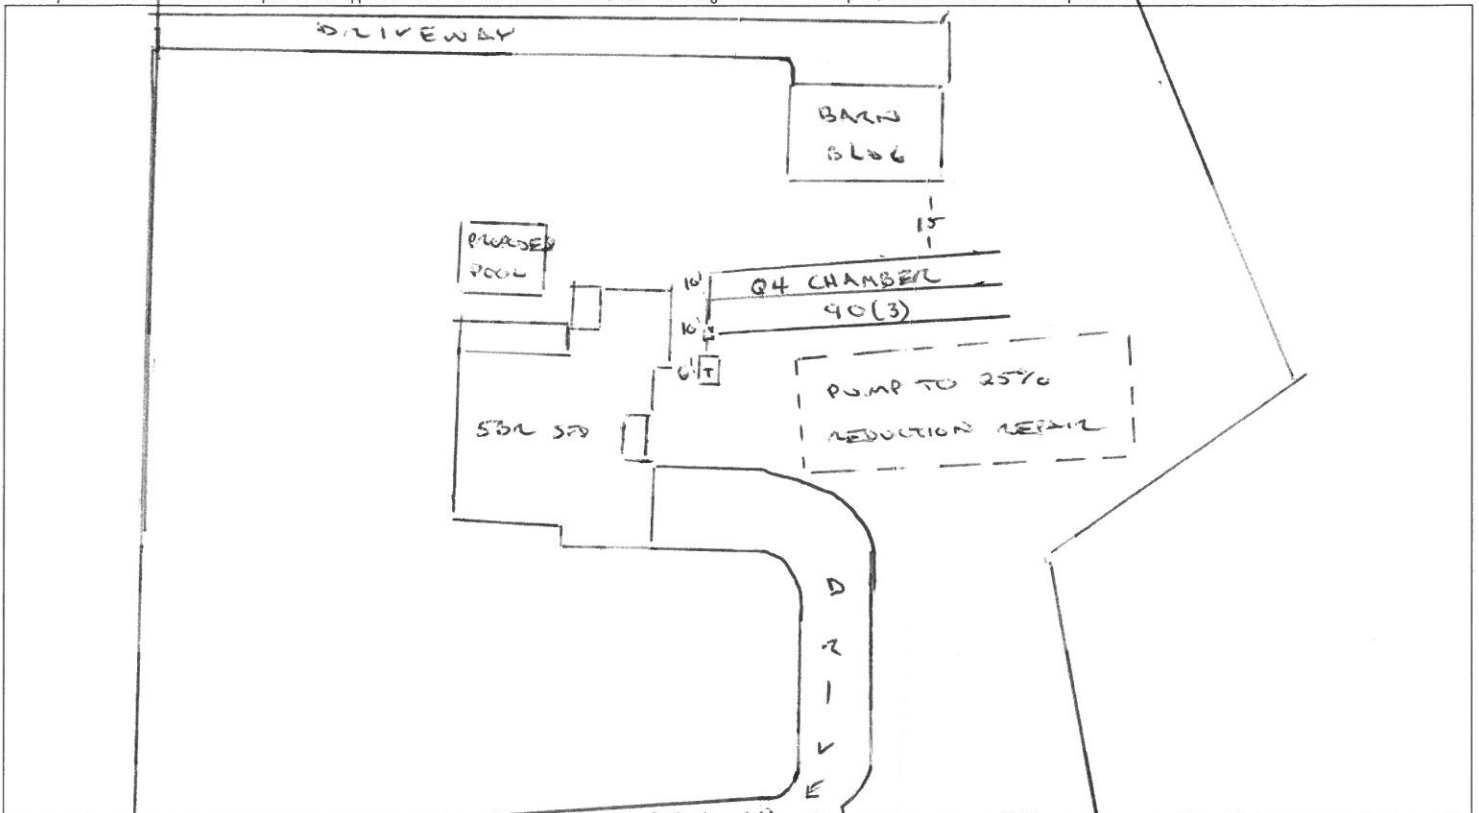 DRIVEWAY
BARN
BLDG
15
PROPOSED
POOL
10'
Q4 CHAMBER
10'
90(3)
6'
T
PUMP TO 25%
REDUCTION REPAIR
5BR SFD
DRIVE